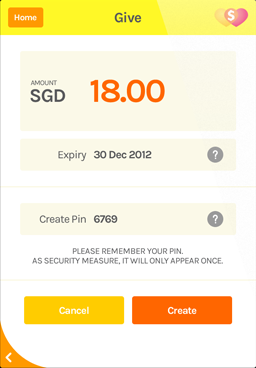 Home
Give
$
AMOUNT
SGD 18.00
Expiry 30 Dec 2012 ?
Create Pin 6769 ?
PLEASE REMEMBER YOUR PIN.
AS SECURITY MEASURE, IT WILL ONLY APPEAR ONCE.
Cancel Create